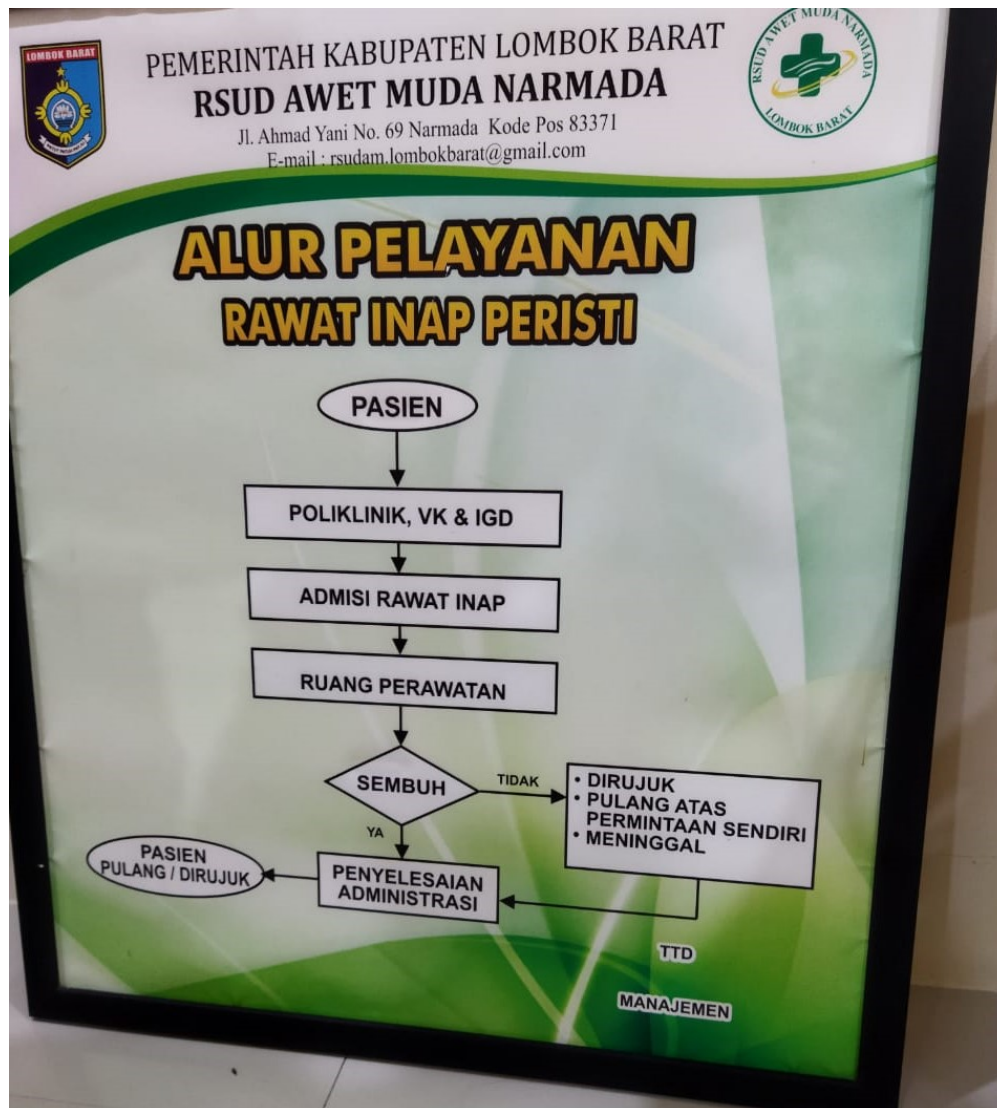 LOMBOK BARAT
PEMERINTAH KABUPATEN LOMBOK BARAT
RSUD AWET MUDA NARMADA
Jl. Ahmad Yani No. 69 Narmada Kode Pos 83371
E-mail : rsudam.lombokbarat@gmail.com
RSUD AWET MUDA NARMADA
LOMBOK BARAT
ALUR PELAYANAN
RAWAT INAP PERISTI
PASIEN
POLIKLINIK, VK & IGD
ADMISI RAWAT INAP
RUANG PERAWATAN
SEMBUH
TIDAK
• DIRUJUK
• PULANG ATAS
PERMINTAAN SENDIRI
• MENINGGAL
YA
PENYELESAIAN
ADMINISTRASI
PASIEN
PULANG / DIRUJUK
TTD
MANAJEMEN